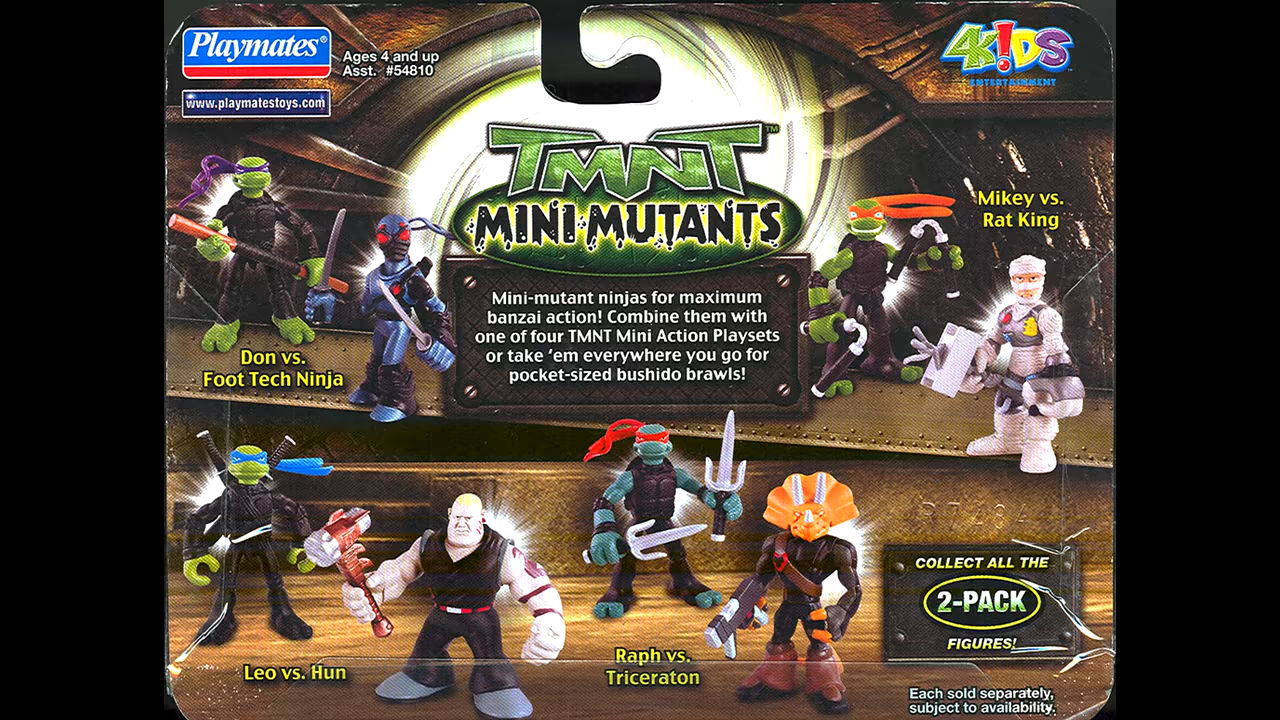 Playmates®
Ages 4 and up
Asst. #54810
www.playmatestoys.com
4K!DS
ENTERTAINMENT
TMNT™
MINI-MUTANTS
Mini-mutant ninjas for maximum
banzai action! Combine them with
one of four TMNT Mini Action Playsets
or take 'em everywhere you go for
pocket-sized bushido brawls!
Don vs.
Foot Tech Ninja
Mikey vs.
Rat King
Leo vs. Hun
Raph vs.
Triceraton
COLLECT ALL THE
2-PACK
FIGURES!
Each sold separately,
subject to availability.